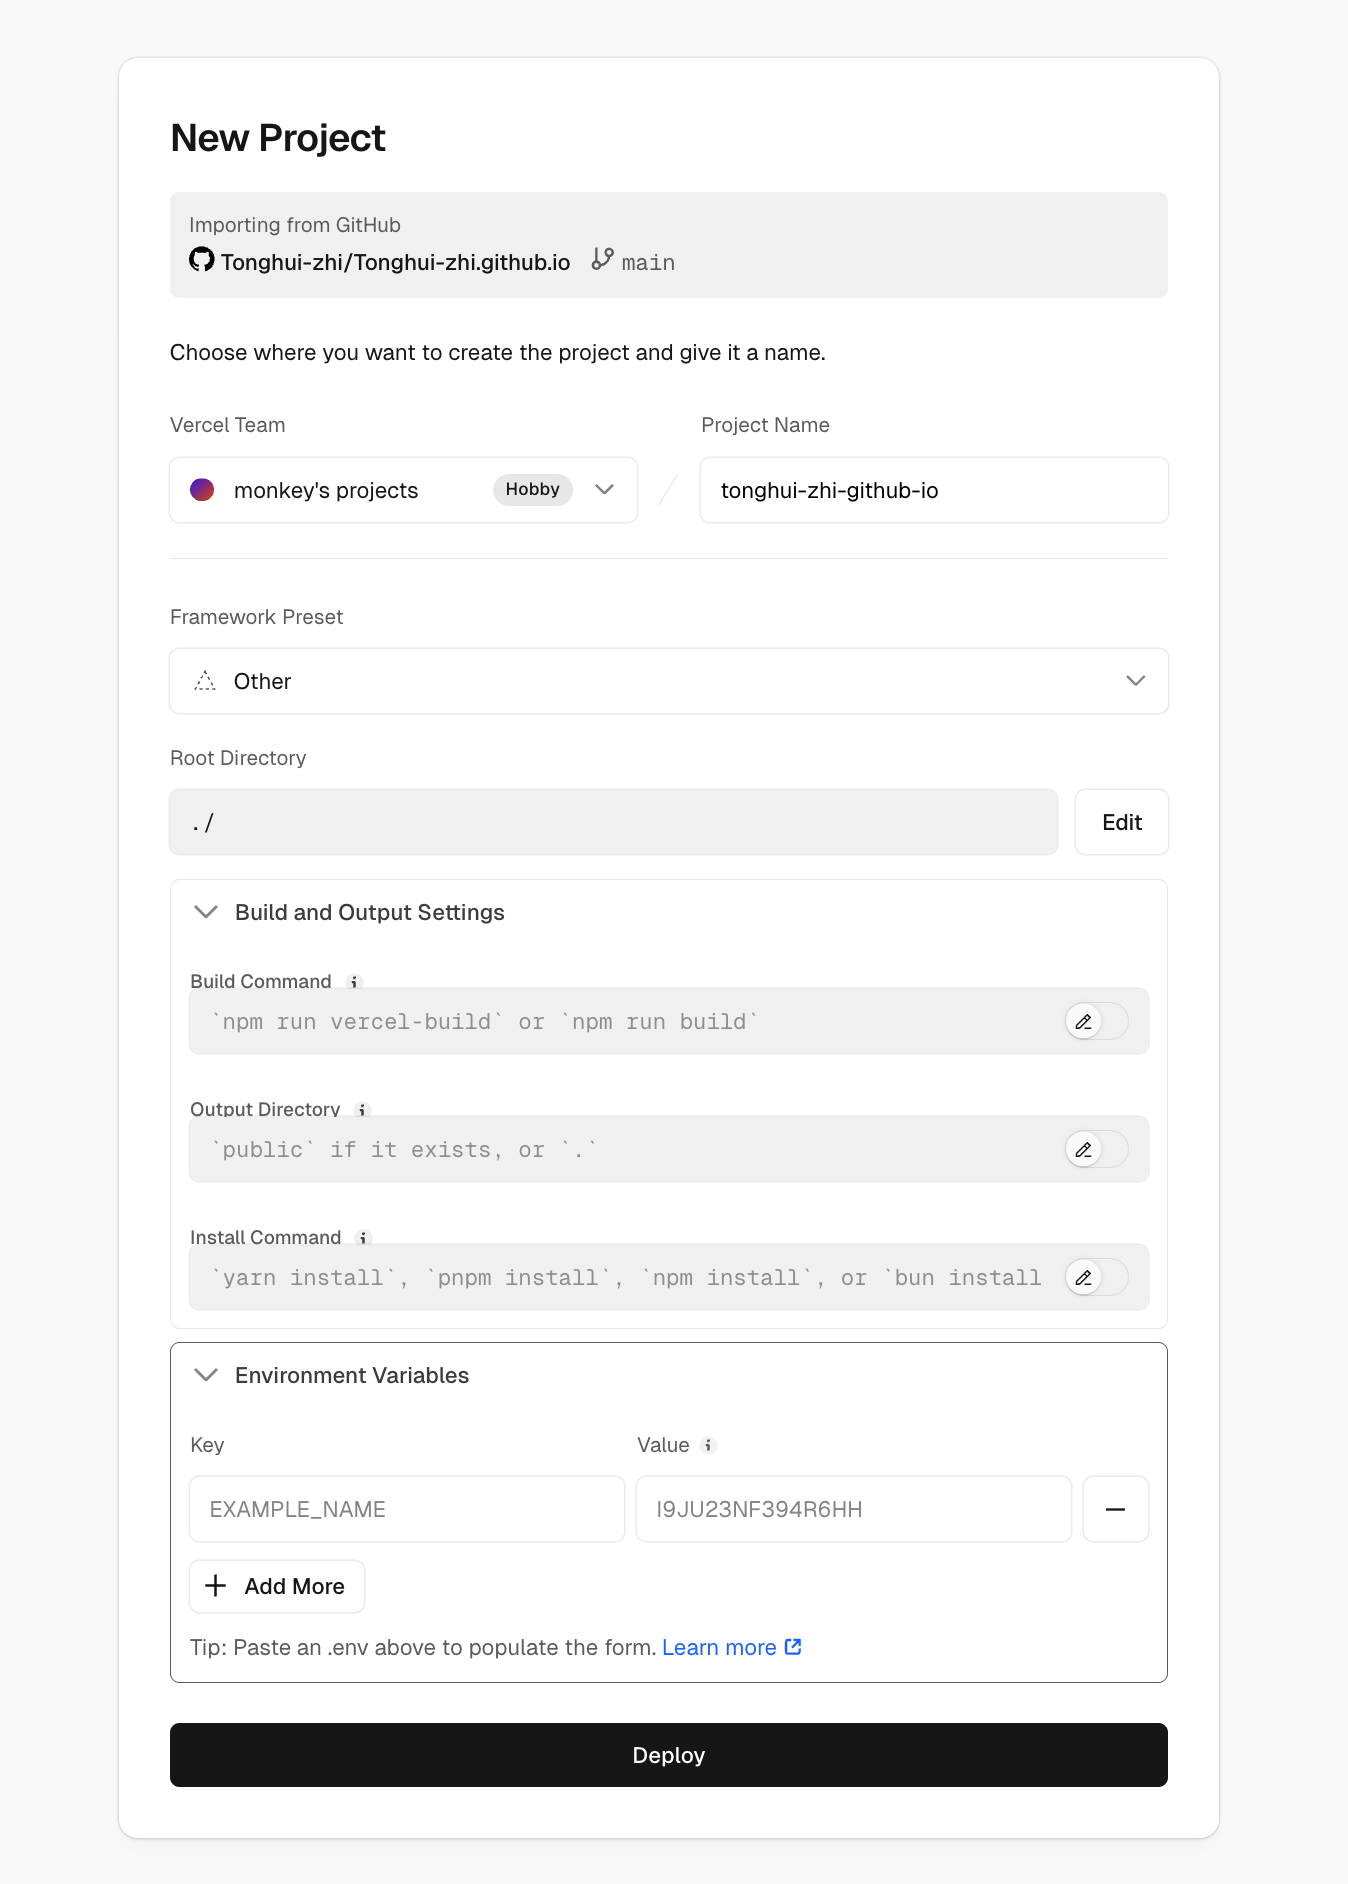 New Project
Importing from GitHub
Tonghui-zhi/Tonghui-zhi.github.io main
Choose where you want to create the project and give it a name.
Vercel Team
Project Name
monkey's projects Hobby
tonghui-zhi-github-io
Framework Preset
Other
Root Directory
./
Edit
Build and Output Settings
Build Command
`npm run vercel-build` or `npm run build`
Output Directory
`public` if it exists, or `.`
Install Command
`yarn install`, `pnpm install`, `npm install`, or `bun install
Environment Variables
Key
Value
EXAMPLE_NAME
I9JU23NF394R6HH
Add More
Tip: Paste an .env above to populate the form. Learn more
Deploy